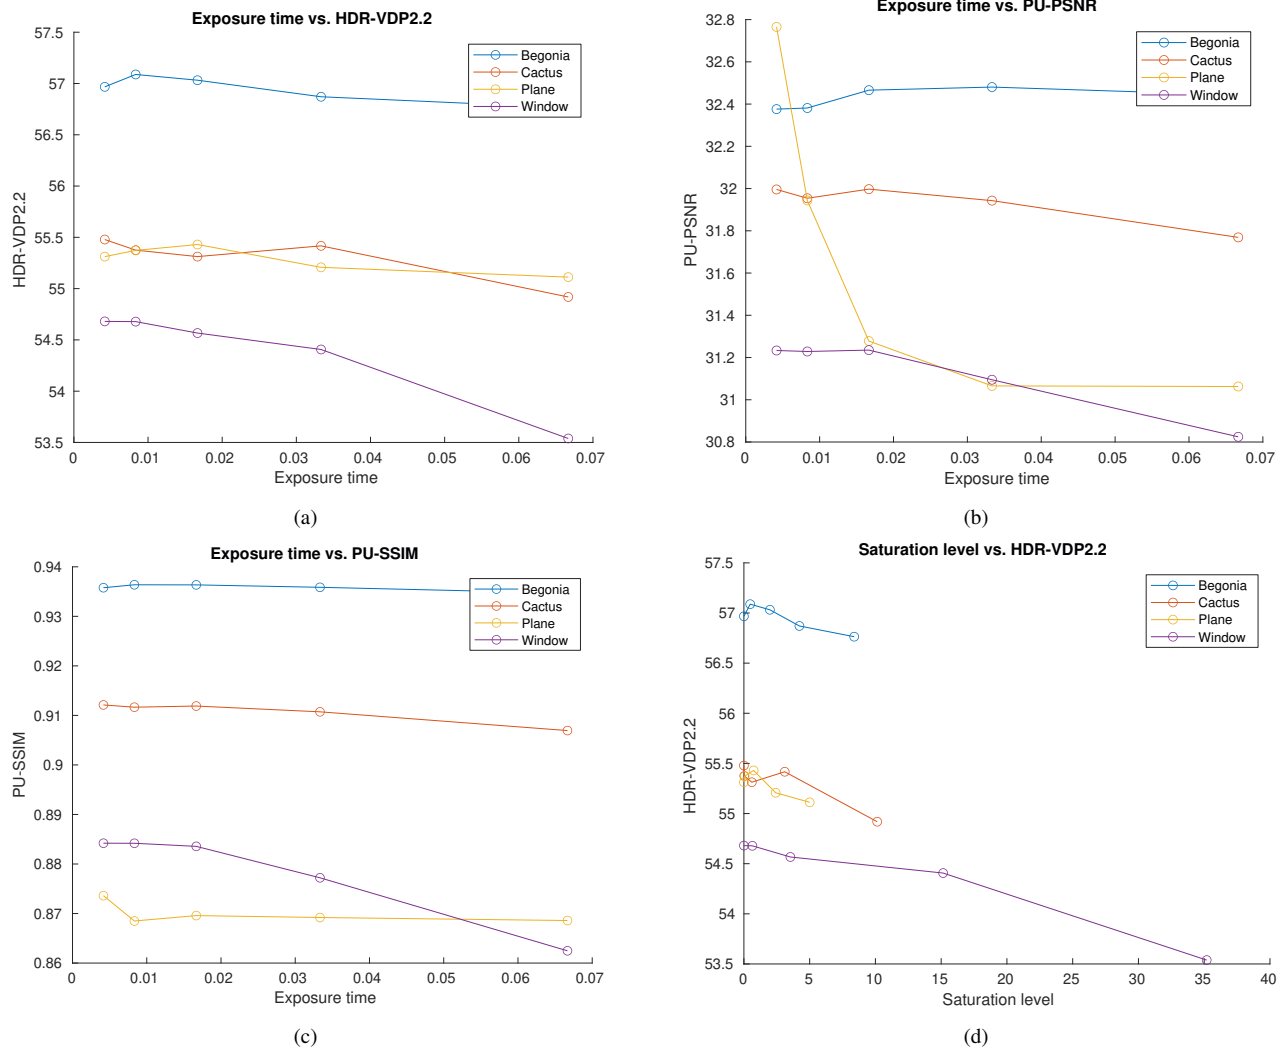 Exposure time vs. HDR-VDP2.2
57.5
57
56.5
56
55.5
55
54.5
54
53.5
HDR-VDP2.2
0 0.01 0.02 0.03 0.04 0.05 0.06 0.07
Exposure time
Begonia
Cactus
Plane
Window
(a)
Exposure time vs. PU-PSNR
32.8
32.6
32.4
32.2
32
31.8
31.6
31.4
31.2
31
30.8
PU-PSNR
0 0.01 0.02 0.03 0.04 0.05 0.06 0.07
Exposure time
Begonia
Cactus
Plane
Window
(b)
Exposure time vs. PU-SSIM
0.94
0.93
0.92
0.91
0.9
0.89
0.88
0.87
0.86
PU-SSIM
0 0.01 0.02 0.03 0.04 0.05 0.06 0.07
Exposure time
Begonia
Cactus
Plane
Window
(c)
Saturation level vs. HDR-VDP2.2
57.5
57
56.5
56
55.5
55
54.5
54
53.5
HDR-VDP2.2
0 5 10 15 20 25 30 35 40
Saturation level
Begonia
Cactus
Plane
Window
(d)